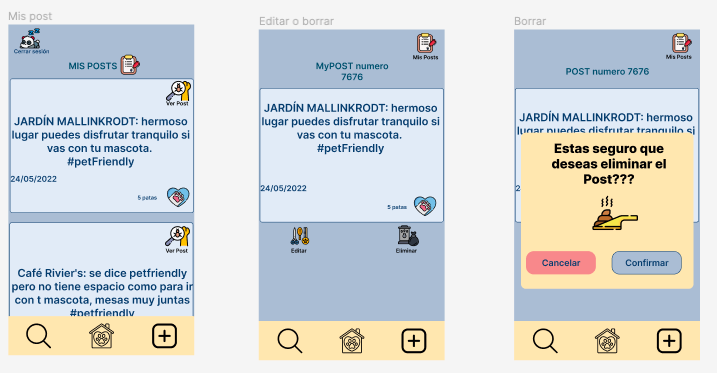 Mis post
Cerrar sesión
MIS POSTS
Ver Post
JARDÍN MALLINKRODT: hermoso
lugar puedes disfrutar tranquilo si
vas con tu mascota.
#petFriendly
24/05/2022
5 patas
Ver Post
Café Rivier's: se dice petfriendly
pero no tiene espacio como para ir
con t mascota, mesas muy juntas
#petfriendly
Editar o borrar
Mis Posts
MyPOST numero
7676
JARDÍN MALLINKRODT: hermoso
lugar puedes disfrutar tranquilo si
vas con tu mascota.
#petFriendly
24/05/2022
5 patas
Editar
Eliminar
Borrar
Mis Posts
POST numero 7676
JARDÍN MALLINKRODT: hermoso
lugar puedes disfrutar tranquilo si
2
Estas seguro que
deseas eliminar el
Post???
Cancelar
Confirmar